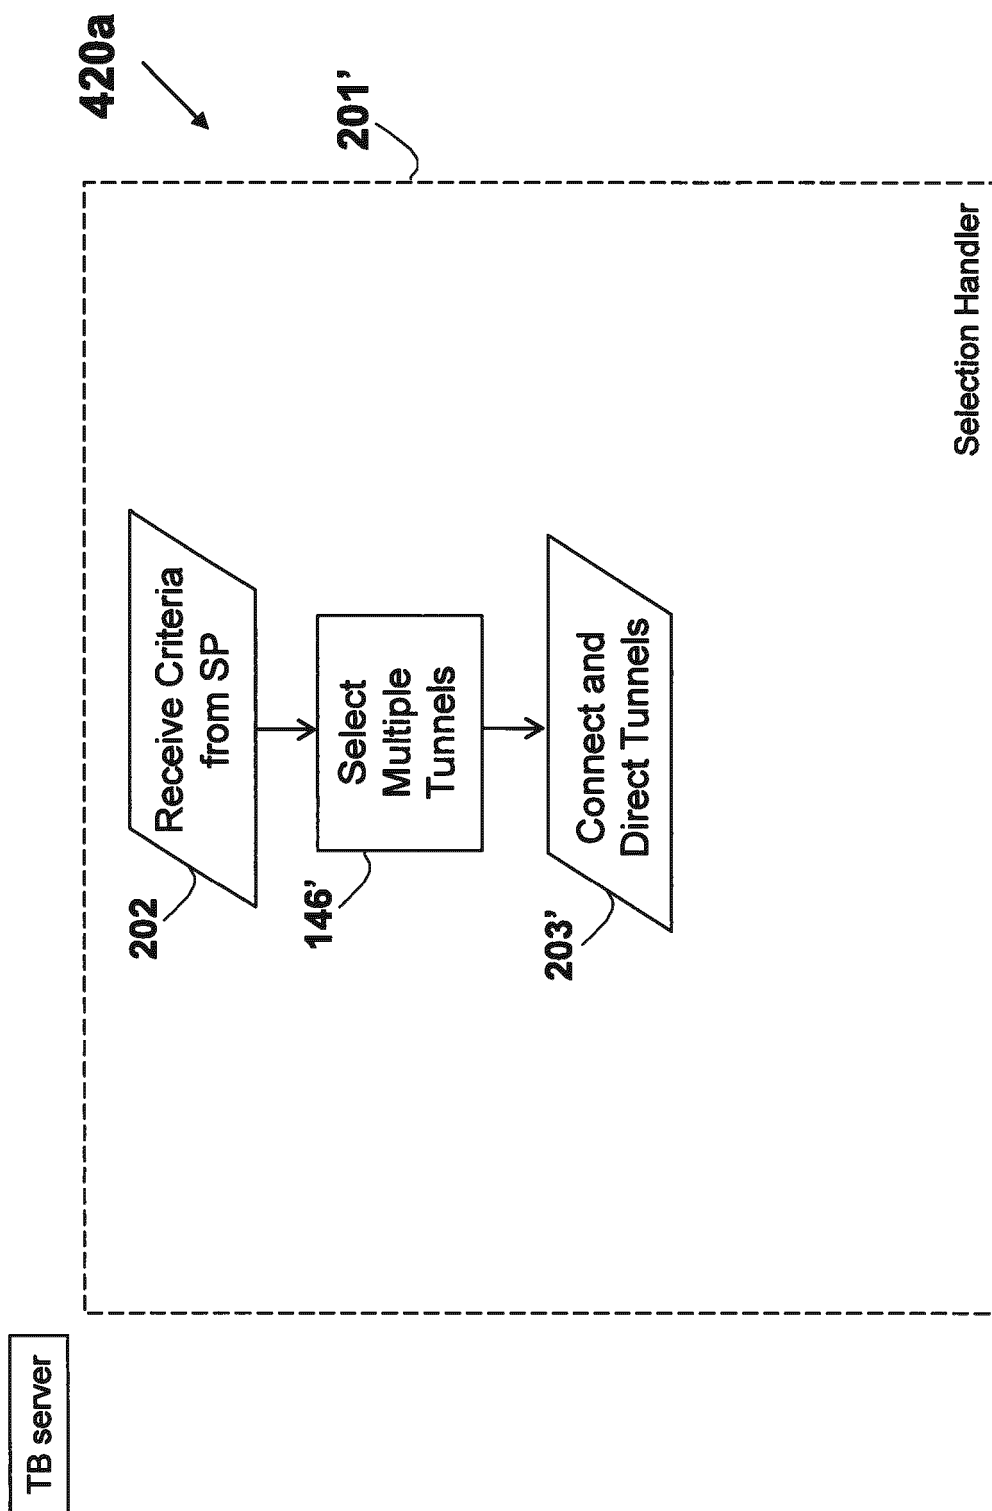 TB server
420a
201'
202
Receive Criteria
from SP
146'
Select
Multiple
Tunnels
203'
Connect and
Direct Tunnels
Selection Handler